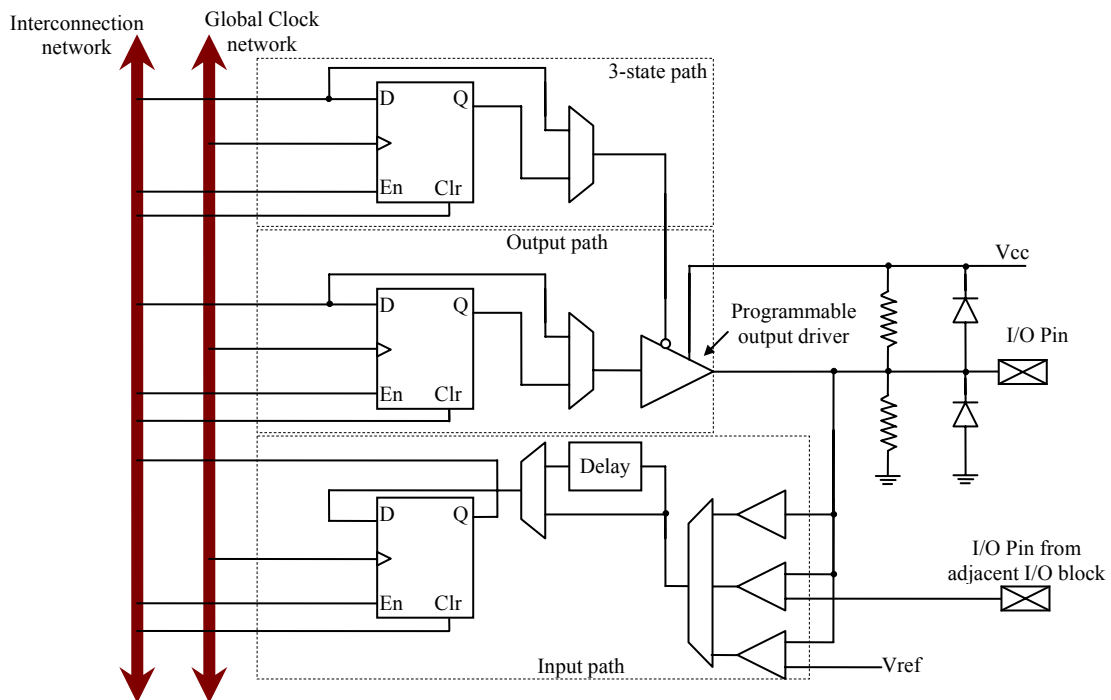 Interconnection
network
Global Clock
network
3-state path
D
Q
En
Clr
Output path
D
Q
En
Clr
Vcc
Programmable
output driver
I/O Pin
Delay
D
Q
En
Clr
I/O Pin from
adjacent I/O block
Vref
Input path